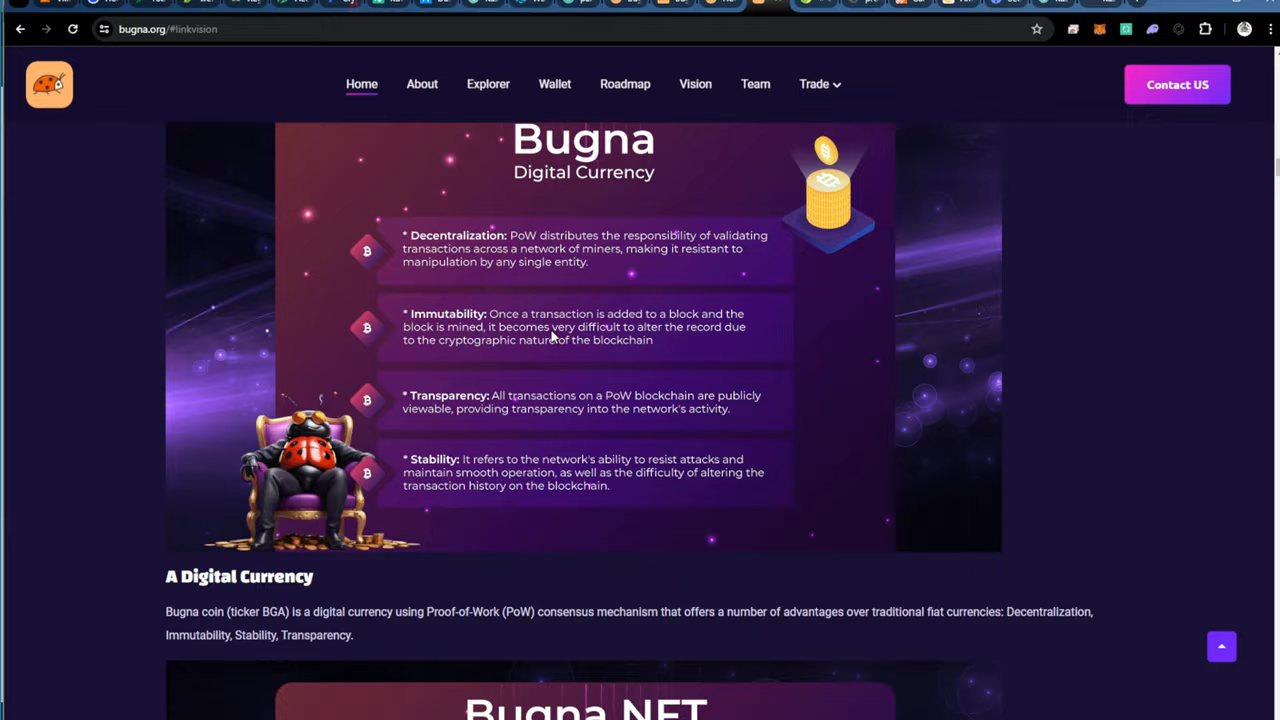 bugna.org/#linkvision
Home About Explorer Wallet Roadmap Vision Team Trade
Contact US
Bugna
Digital Currency
* Decentralization: PoW distributes the responsibility of validating
transactions across a network of miners, making it resistant to
manipulation by any single entity.
* Immutability: Once a transaction is added to a block and the
block is mined, it becomes very difficult to alter the record due
to the cryptographic nature of the blockchain
* Transparency: All transactions on a PoW blockchain are publicly
viewable, providing transparency into the network's activity.
* Stability: It refers to the network's ability to resist attacks and
maintain smooth operation, as well as the difficulty of altering the
transaction history on the blockchain.
A Digital Currency
Bugna coin (ticker BGA) is a digital currency using Proof-of-Work (PoW) consensus mechanism that offers a number of advantages over traditional fiat currencies: Decentralization,
Immutability, Stability, Transparency.
Bugna NFT